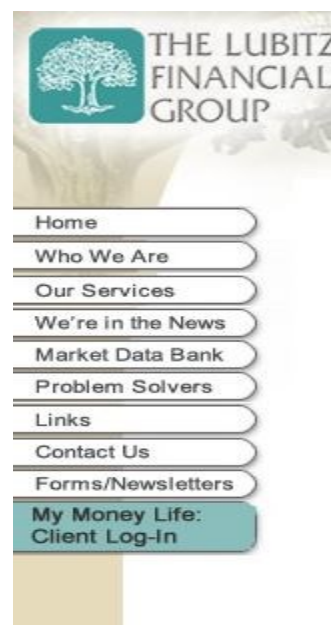 THE LUBITZ
FINANCIAL
GROUP
Home
Who We Are
Our Services
We're in the News
Market Data Bank
Problem Solvers
Links
Contact Us
Forms/Newsletters
My Money Life:
Client Log-In